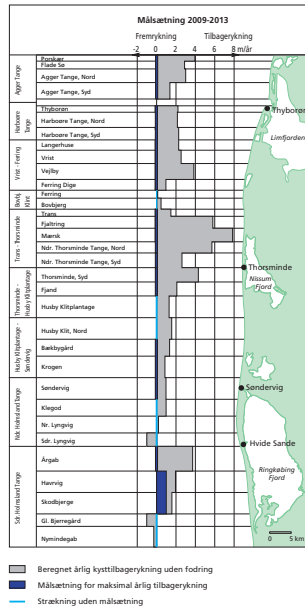 Målsætning 2009-2013
Fremrykning Tilbagerykning
-2 0 2 4 6 8 m/år
Agger Tange
Porskær
Flade Sø
Agger Tange, Nord
Agger Tange, Syd
Harboøre Tange
Thyborøn
Harboøre Tange, Nord
Harboøre Tange, Syd
Vrist - Ferring
Langerhuse
Vrist
Vejlby
Ferring Dige
Bovbj. Klint
Ferring
Bovbjerg
Trans - Thorsminde
Trans
Fjaltring
Mærsk
Ndr. Thorsminde Tange, Nord
Ndr. Thorsminde Tange, Syd
Thorsminde - Husby Klitplantage
Thorsminde, Syd
Fjand
Husby Klitplantage
Husby Klitplantage - Søndervig
Husby Klit, Nord
Bækbygård
Krogen
Ndr. Holmsland Tange
Søndervig
Klegod
Nr. Lyngvig
Sdr. Lyngvig
Sdr. Holmsland Tange
Årgab
Havrvig
Skodbjerge
Gl. Bjerregård
Nymindegab
Thyborøn
Limfjorden
Thorsminde
Nissum Fjord
Søndervig
Hvide Sande
Ringkøbing Fjord
0 5 km
Beregnet årlig kysttilbagerykning uden fodring
Målsætning for maksimal årlig tilbagerykning
Strækning uden målsætning